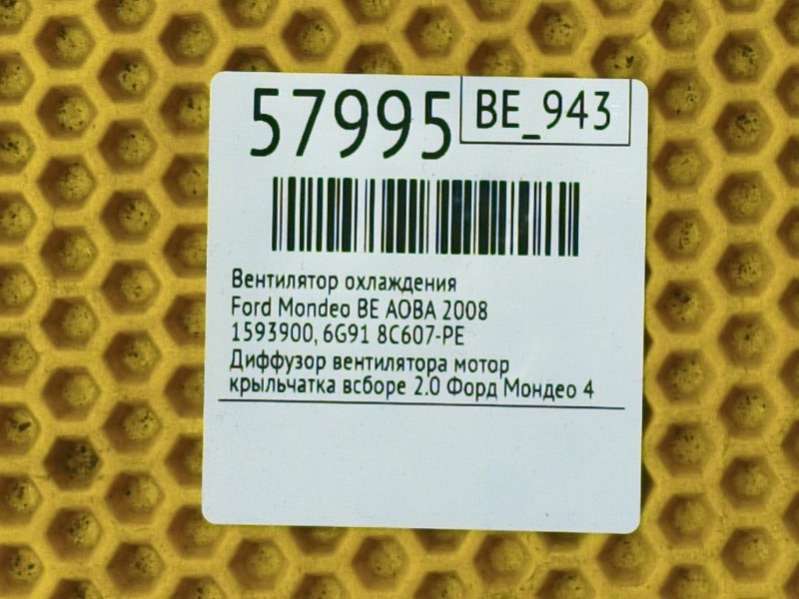 57995
BE_943
Вентилятор охлаждения
Ford Mondeo BE AOBA 2008
1593900, 6G91 8C607-PE
Диффузор вентилятора мотор
крыльчатка всборе 2.0 Форд Мондео 4